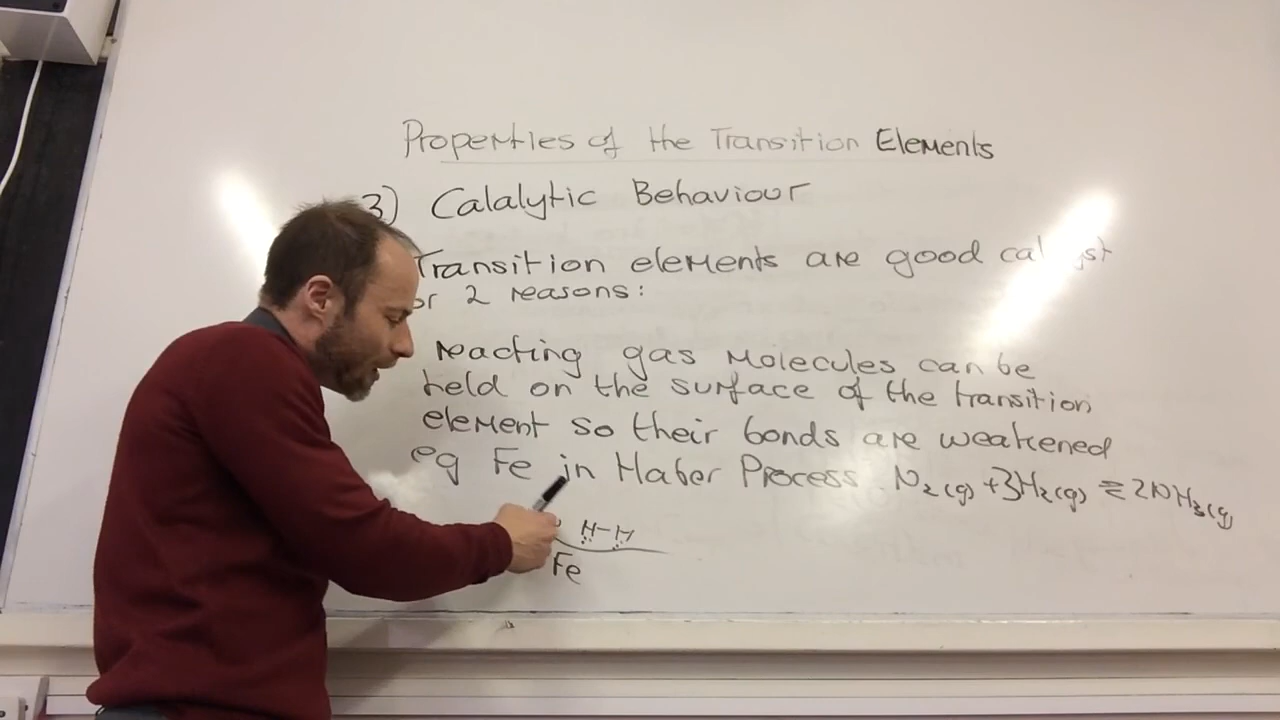 Properties of the Transition Elements
3) Calalytic Behaviour
Transition elements are good
or 2 reasons:
reacting gas molecules can be
held on the surface of the transition
element so their bonds are weakened
eg Fe in Haber Process N₂(g) + 3H₂(g) ⇌ 2NH₃(g)
H-H
Fe